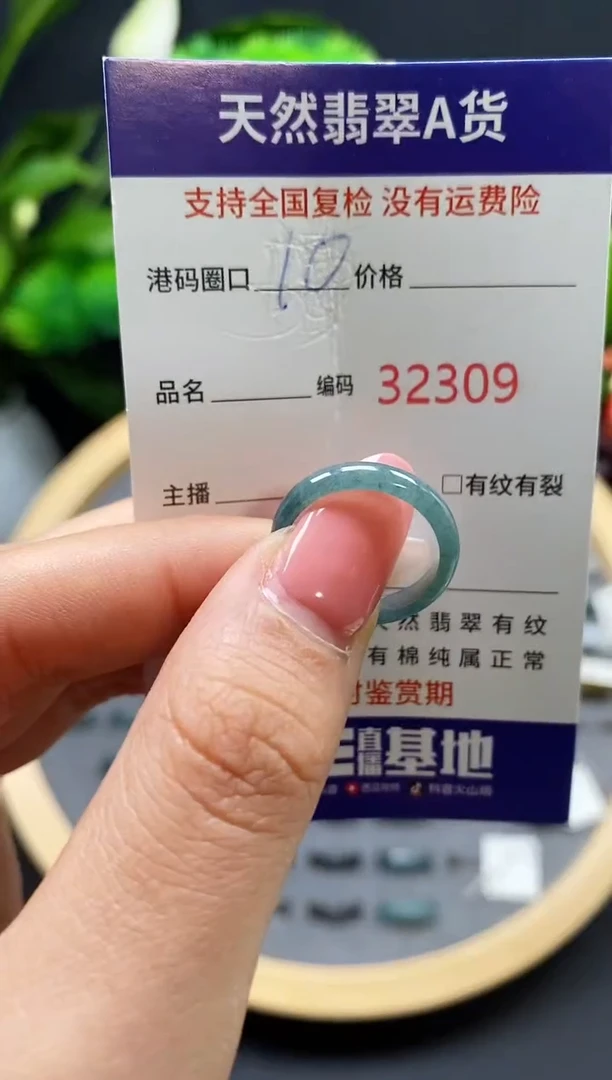 天然翡翠A货
支持全国复检 没有运费险
港码圈口 10 价格
品名 编码 32309
主播 □有纹有裂
然翡翠有纹
有棉纯属正常
鉴赏期
直播基地